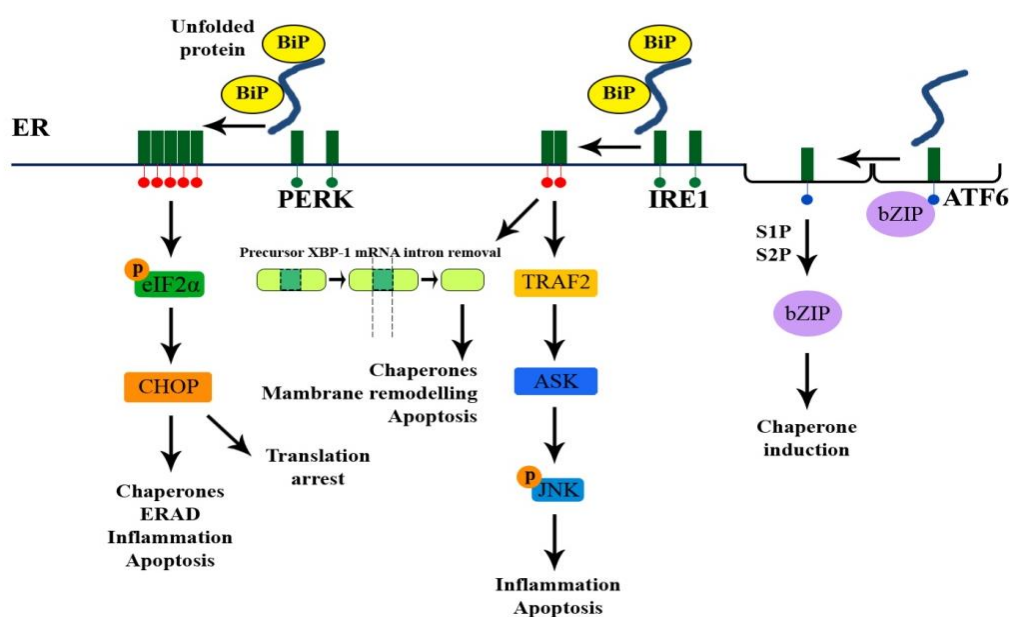 Unfolded
protein
BiP
BiP
BiP
BiP
ER
PERK
IRE1
ATF6
bZIP
P
eIF2α
CHOP
Translation
arrest
Chaperones
ERAD
Inflammation
Apoptosis
Precursor XBP-1 mRNA intron removal
Chaperones
Mambrane remodelling
Apoptosis
TRAF2
ASK
P
JNK
Inflammation
Apoptosis
S1P
S2P
bZIP
Chaperone
induction